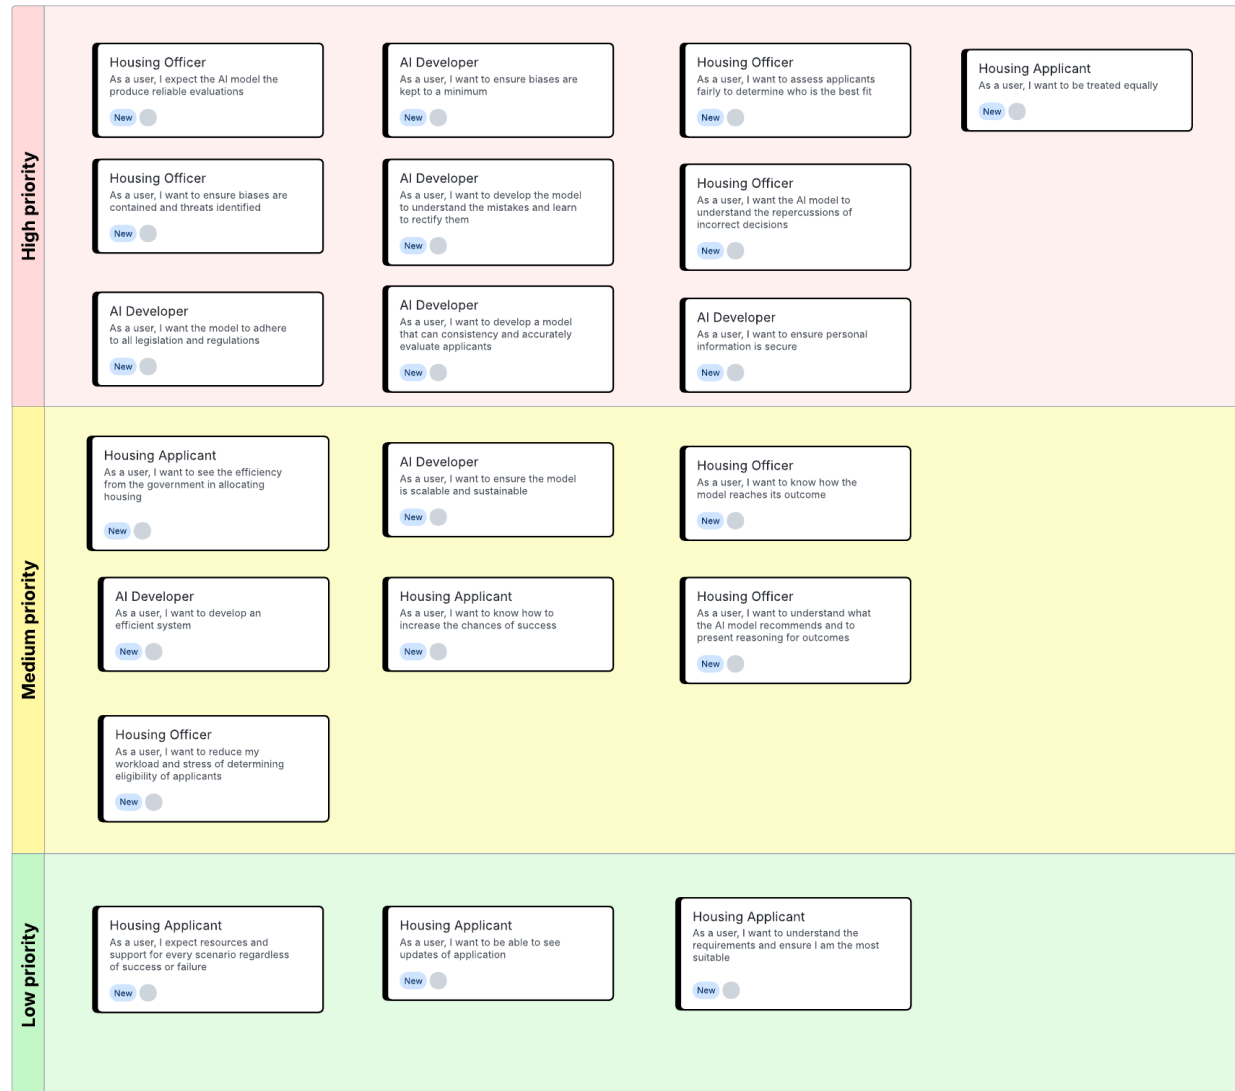 High priority
Housing Officer
As a user, I expect the AI model the
produce reliable evaluations
New
AI Developer
As a user, I want to ensure biases are
kept to a minimum
New
Housing Officer
As a user, I want to assess applicants
fairly to determine who is the best fit
New
Housing Applicant
As a user, I want to be treated equally
New
Housing Officer
As a user, I want to ensure biases are
contained and threats identified
New
AI Developer
As a user, I want to develop the model
to understand the mistakes and learn
to rectify them
New
Housing Officer
As a user, I want the AI model to
understand the repercussions of
incorrect decisions
New
AI Developer
As a user, I want the model to adhere
to all legislation and regulations
New
AI Developer
As a user, I want to develop a model
that can consistency and accurately
evaluate applicants
New
AI Developer
As a user, I want to ensure personal
information is secure
New
Medium priority
Housing Applicant
As a user, I want to see the efficiency
from the government in allocating
housing
New
AI Developer
As a user, I want to ensure the model
is scalable and sustainable
New
Housing Officer
As a user, I want to know how the
model reaches its outcome
New
AI Developer
As a user, I want to develop an
efficient system
New
Housing Applicant
As a user, I want to know how to
increase the chances of success
New
Housing Officer
As a user, I want to understand what
the AI model recommends and to
present reasoning for outcomes
New
Housing Officer
As a user, I want to reduce my
workload and stress of determining
eligibility of applicants
New
Low priority
Housing Applicant
As a user, I expect resources and
support for every scenario regardless
of success or failure
New
Housing Applicant
As a user, I want to be able to see
updates of application
New
Housing Applicant
As a user, I want to understand the
requirements and ensure I am the most
suitable
New